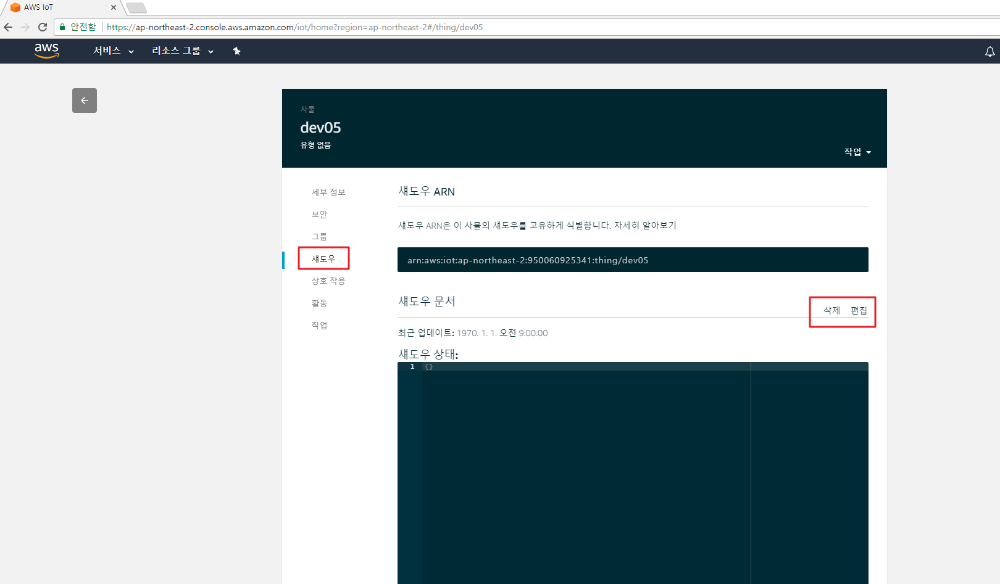 AWS IoT
안전함 https://ap-northeast-2.console.aws.amazon.com/iot/home?region=ap-northeast-2#/thing/dev05
aws 서비스 리소스 그룹
사물
dev05
유형 없음
작업
세부 정보
보안
그룹
섀도우
상호 작용
활동
작업
섀도우 ARN
섀도우 ARN은 이 사물의 섀도우를 고유하게 식별합니다. 자세히 알아보기
arn:aws:iot:ap-northeast-2:950060925341:thing/dev05
섀도우 문서
삭제 편집
최근 업데이트: 1970. 1. 1. 오전 9:00:00
섀도우 상태:
1 {}